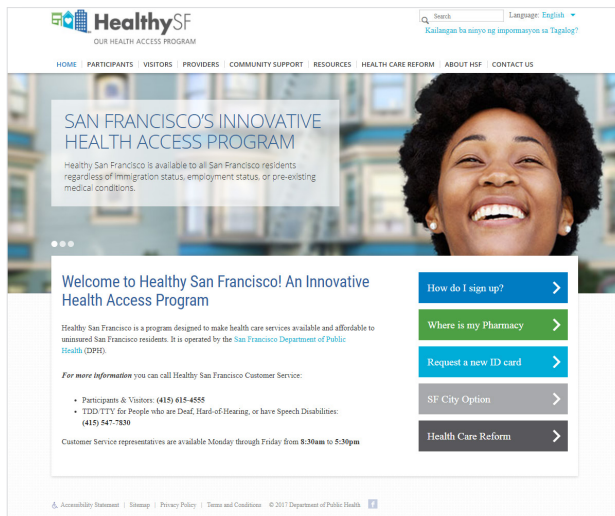 HealthySF
OUR HEALTH ACCESS PROGRAM
Search
Language: English
Kailangan ba ninyo ng impormasyon sa Tagalog?
HOME | PARTICIPANTS | VISITORS | PROVIDERS | COMMUNITY SUPPORT | RESOURCES | HEALTH CARE REFORM | ABOUT HSF | CONTACT US
SAN FRANCISCO'S INNOVATIVE
HEALTH ACCESS PROGRAM
Healthy San Francisco is available to all San Francisco residents
regardless of immigration status, employment status, or pre-existing
medical conditions.
Welcome to Healthy San Francisco! An Innovative
Health Access Program
Healthy San Francisco is a program designed to make health care services available and affordable to
uninsured San Francisco residents. It is operated by the San Francisco Department of Public
Health (DPH).
For more information you can call Healthy San Francisco Customer Service:
• Participants & Visitors: (415) 615-4555
• TDD/TTY for People who are Deaf, Hard-of-Hearing, or have Speech Disabilities:
(415) 547-7830
Customer Service representatives are available Monday through Friday from 8:30am to 5:30pm
How do I sign up?
Where is my Pharmacy
Request a new ID card
SF City Option
Health Care Reform
Accessibility Statement | Sitemap | Privacy Policy | Terms and Conditions © 2017 Department of Public Health f